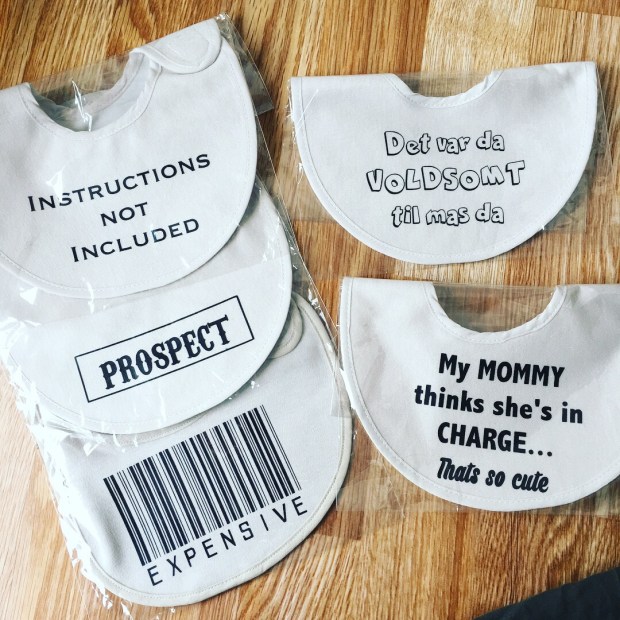 INSTRUCTIONS
NOT
INCLUDED
PROSPECT
EXPENSIVE
Det var da
VOLDSOMT
til mas da
My MOMMY
thinks she's in
CHARGE...
Thats so cute